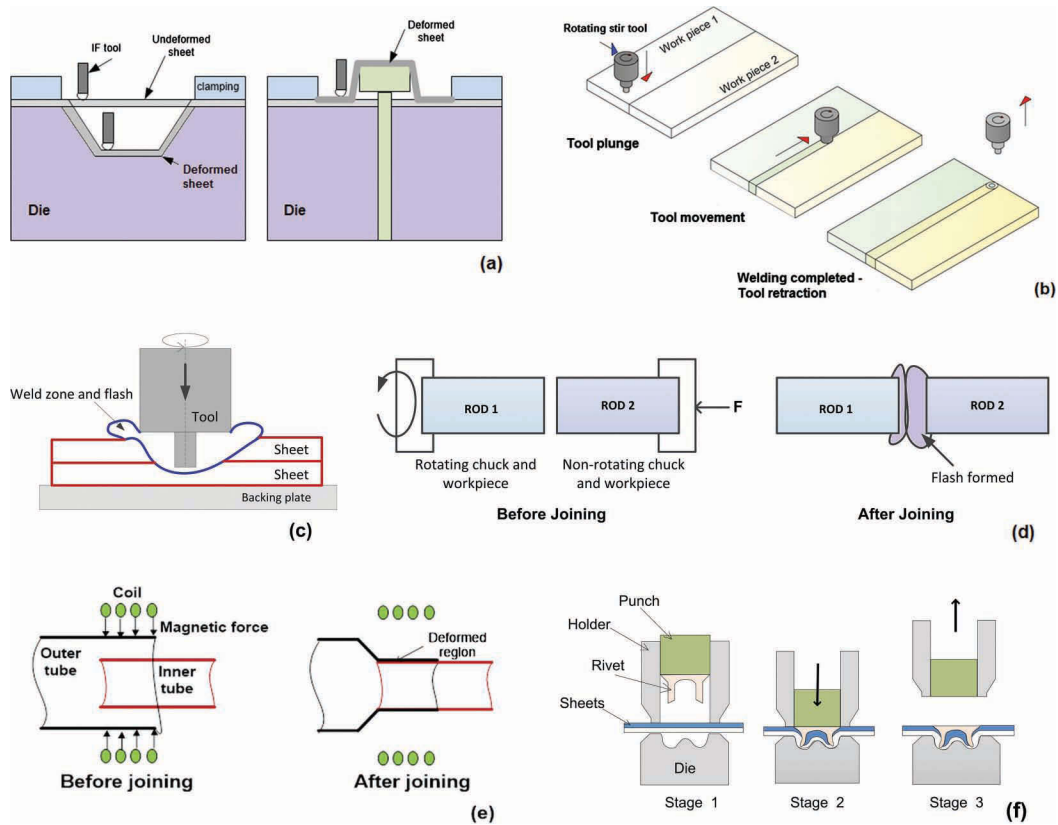 IF tool
Undeformed
sheet
clamping
Deformed
sheet
Die
Deformed
sheet
Die
(a)
Rotating stir tool
Work piece 1
Work piece 2
Tool plunge
Tool movement
Welding completed -
Tool retraction
(b)
Weld zone and flash
Tool
Sheet
Sheet
Backing plate
(c)
ROD 1
ROD 2
F
Rotating chuck and
workpiece
Non-rotating chuck
and workpiece
Before Joining
ROD 1
ROD 2
Flash formed
After Joining
(d)
Coil
Magnetic force
Outer
tube
Inner
tube
Before joining
Deformed
region
After joining
(e)
Punch
Holder
Rivet
Sheets
Die
Stage 1
Stage 2
Stage 3
(f)